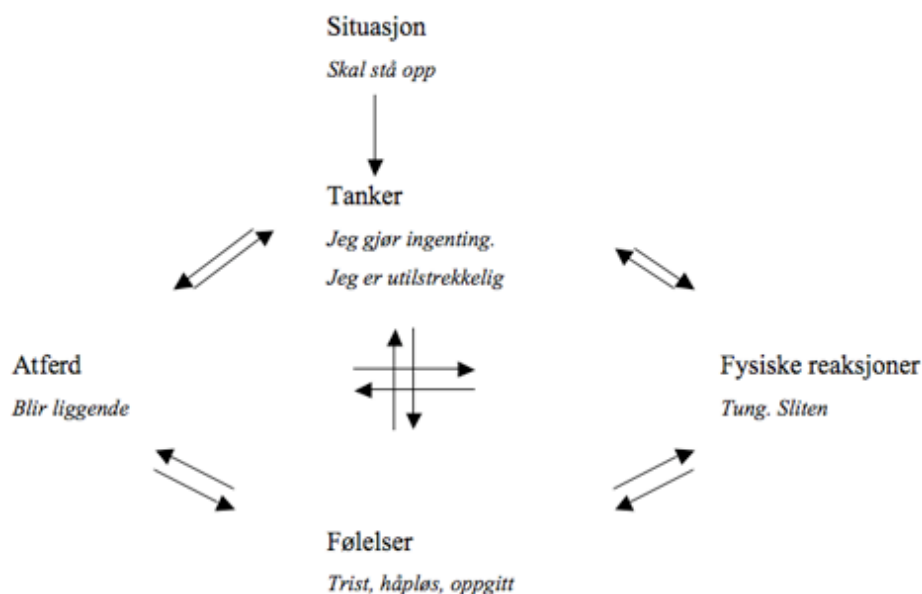 Situasjon
Skal stå opp
Tanker
Jeg gjør ingenting.
Jeg er utilstrekkelig
Atferd
Blir liggende
Fysiske reaksjoner
Tung. Sliten
Følelser
Trist, håpløs, oppgitt